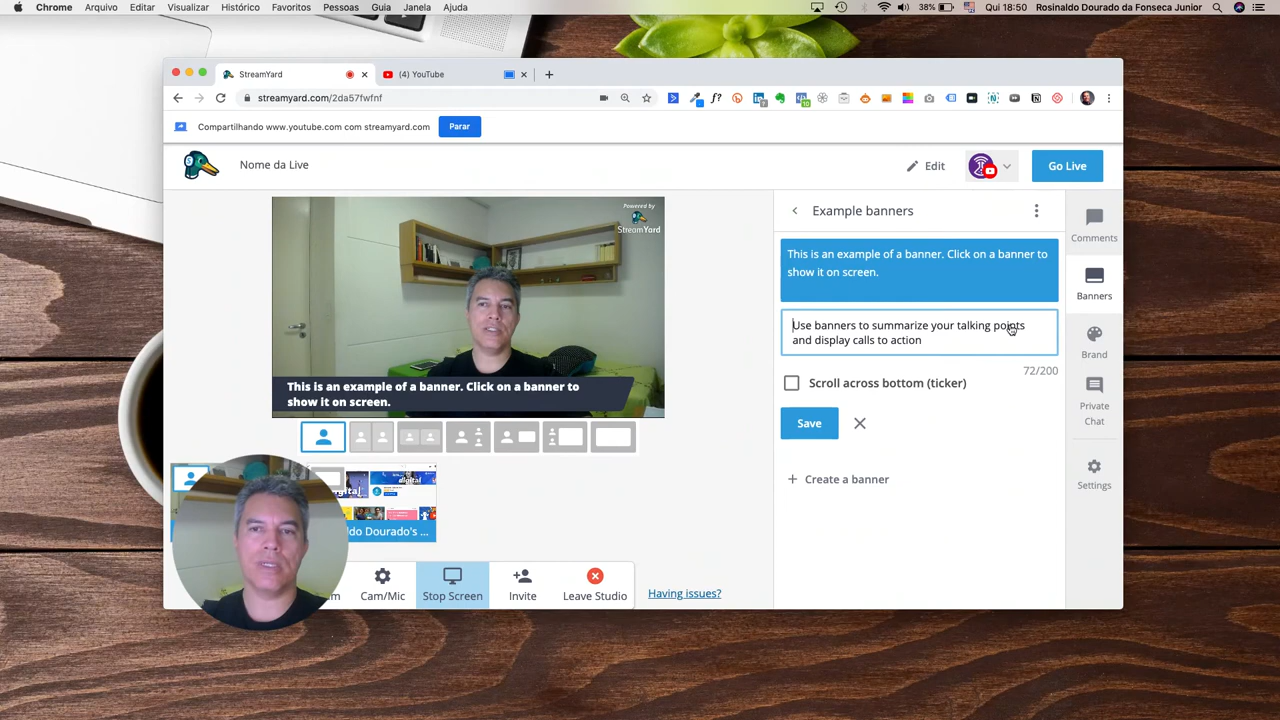 Chrome Arquivo Editar Visualizar Histórico Favoritos Pessoas Guia Janela Ajuda
38% Qui 18:50 Rosinaldo Dourado da Fonseca Junior
StreamYard
(4) YouTube
streamyard.com/2da57fwfnf
Compartilhando www.youtube.com com streamyard.com Parar
Nome da Live
Edit
Go Live
Powered by
StreamYard
This is an example of a banner. Click on a banner to
show it on screen.
Example banners
This is an example of a banner. Click on a banner to
show it on screen.
Use banners to summarize your talking points
and display calls to action
72/200
Scroll across bottom (ticker)
Save
Create a banner
Comments
Banners
Brand
Private
Chat
Settings
ldo Dourado's ...
Cam/Mic
Stop Screen
Invite
Leave Studio
Having issues?